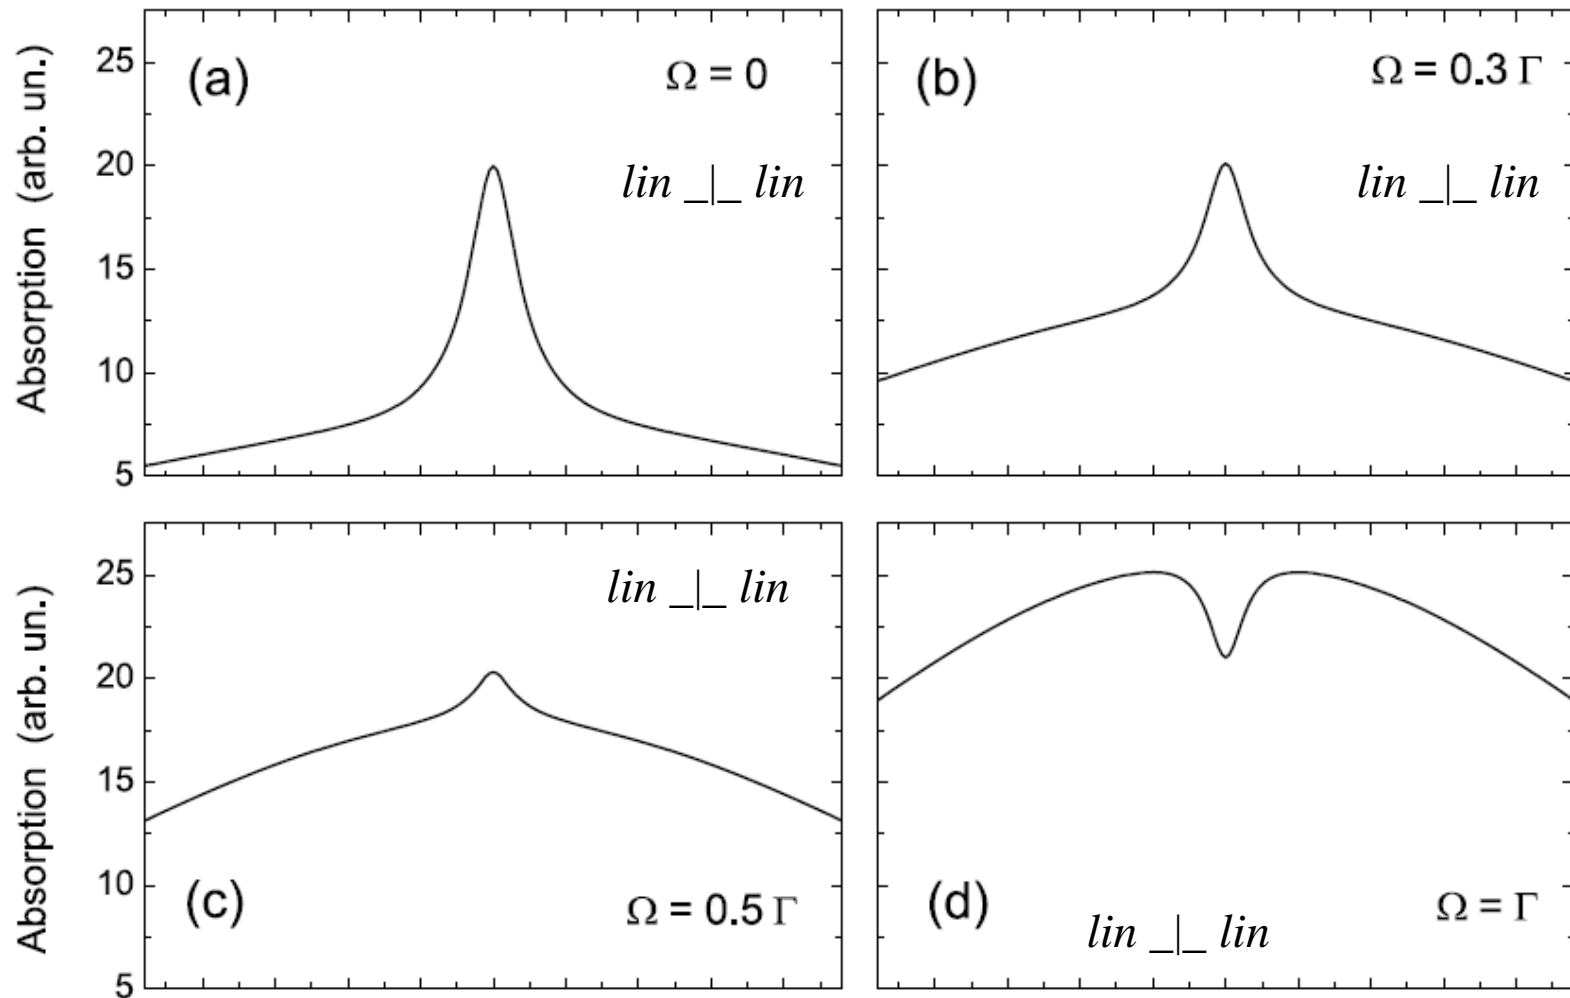 Absorption (arb. un.)
25
20
15
10
5
(a)
Ω = 0
lin _|_ lin
(b)
Ω = 0.3 Γ
lin _|_ lin
Absorption (arb. un.)
25
20
15
10
5
lin _|_ lin
(c)
Ω = 0.5 Γ
(d)
Ω = Γ
lin _|_ lin